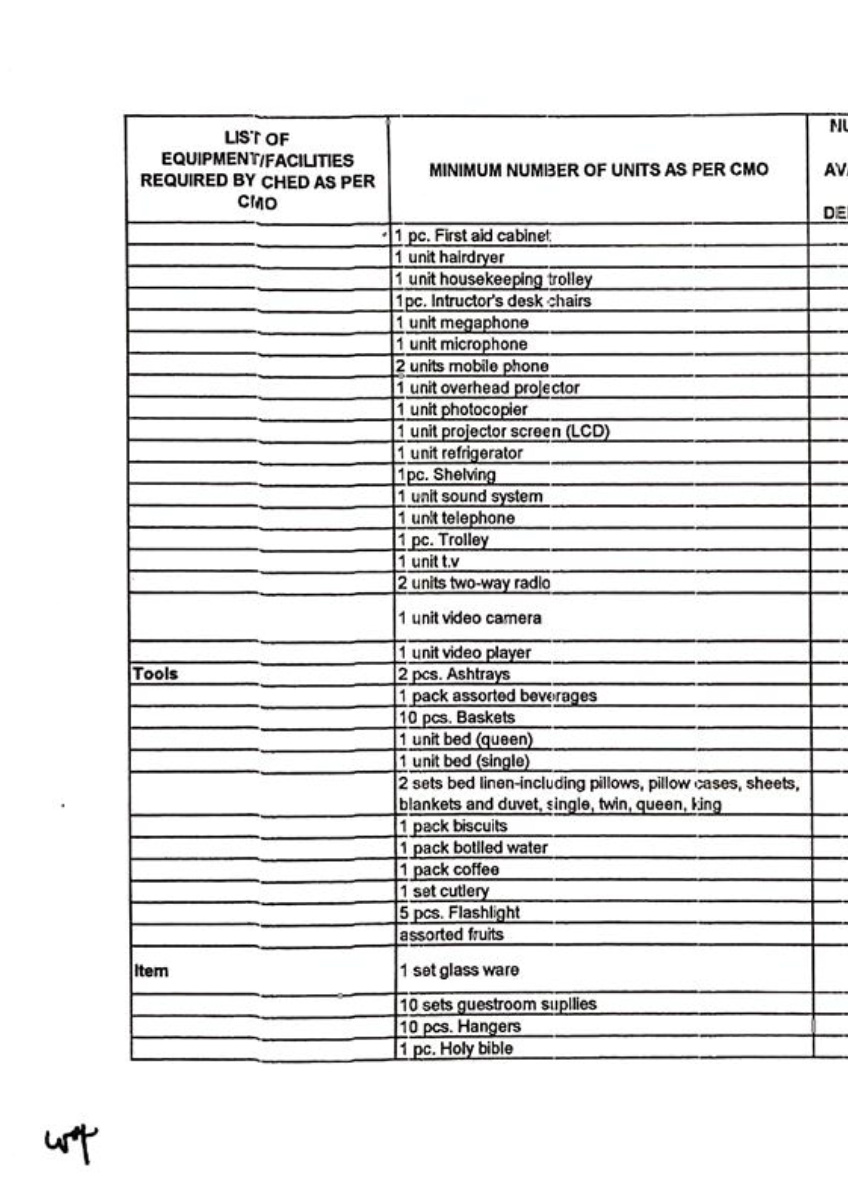 LIST OF
EQUIPMENT/FACILITIES
REQUIRED BY CHED AS PER
CMO
MINIMUM NUMBER OF UNITS AS PER CMO
1 pc. First aid cabinet
1 unit hairdryer
1 unit housekeeping trolley
1pc. Intructor's desk chairs
1 unit megaphone
1 unit microphone
2 units mobile phone
1 unit overhead projector
1 unit photocopier
1 unit projector screen (LCD)
1 unit refrigerator
1pc. Shelving
1 unit sound system
1 unit telephone
1 pc. Trolley
1 unit t.v
2 units two-way radio
1 unit video camera
1 unit video player
Tools 2 pcs. Ashtrays
1 pack assorted beverages
10 pcs. Baskets
1 unit bed (queen)
1 unit bed (single)
2 sets bed linen-including pillows, pillow cases, sheets,
blankets and duvet, single, twin, queen, king
1 pack biscuits
1 pack botlled water
1 pack coffee
1 set cutlery
5 pcs. Flashlight
assorted fruits
Item 1 set glass ware
10 sets guestroom supllies
10 pcs. Hangers
1 pc. Holy bible